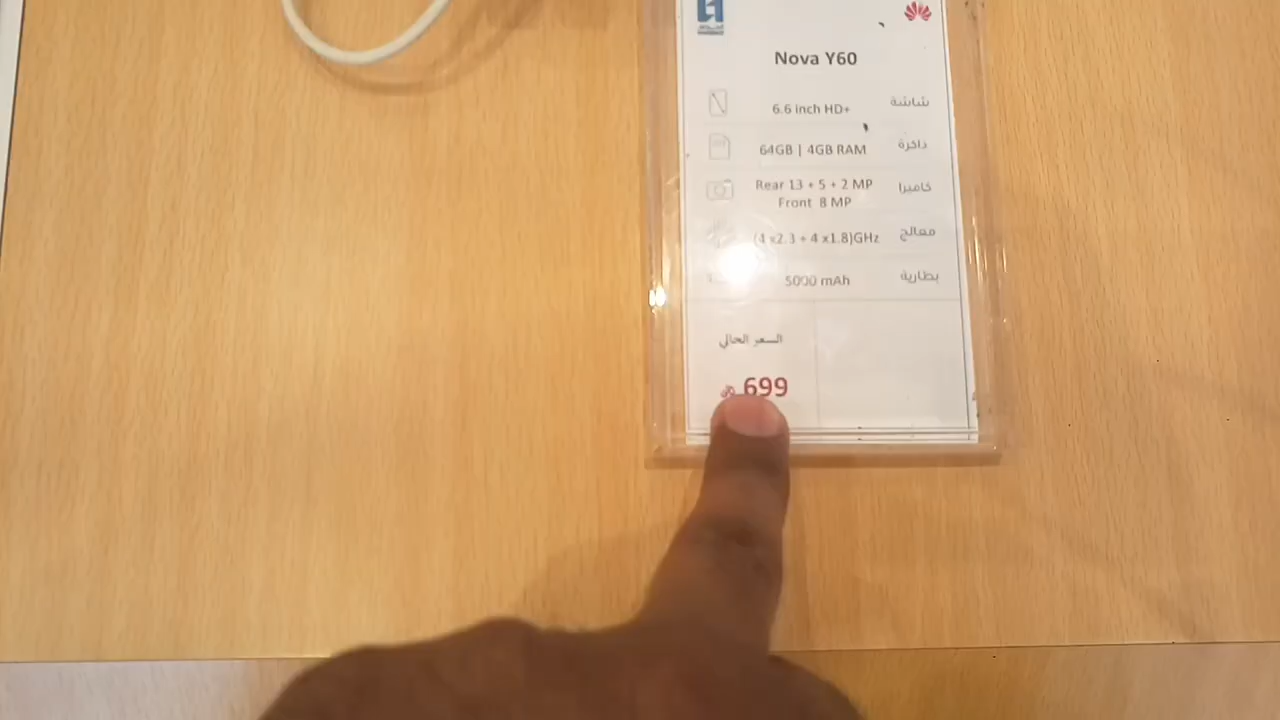 Nova Y60
6.6 inch HD+ شاشة
64GB | 4GB RAM ذاكرة
Rear 13 + 5 + 2 MP كاميرا
Front 8 MP
(4 x2.3 + 4 x1.8)GHz معالج
5000 mAh بطارية
السعر الحالي
699